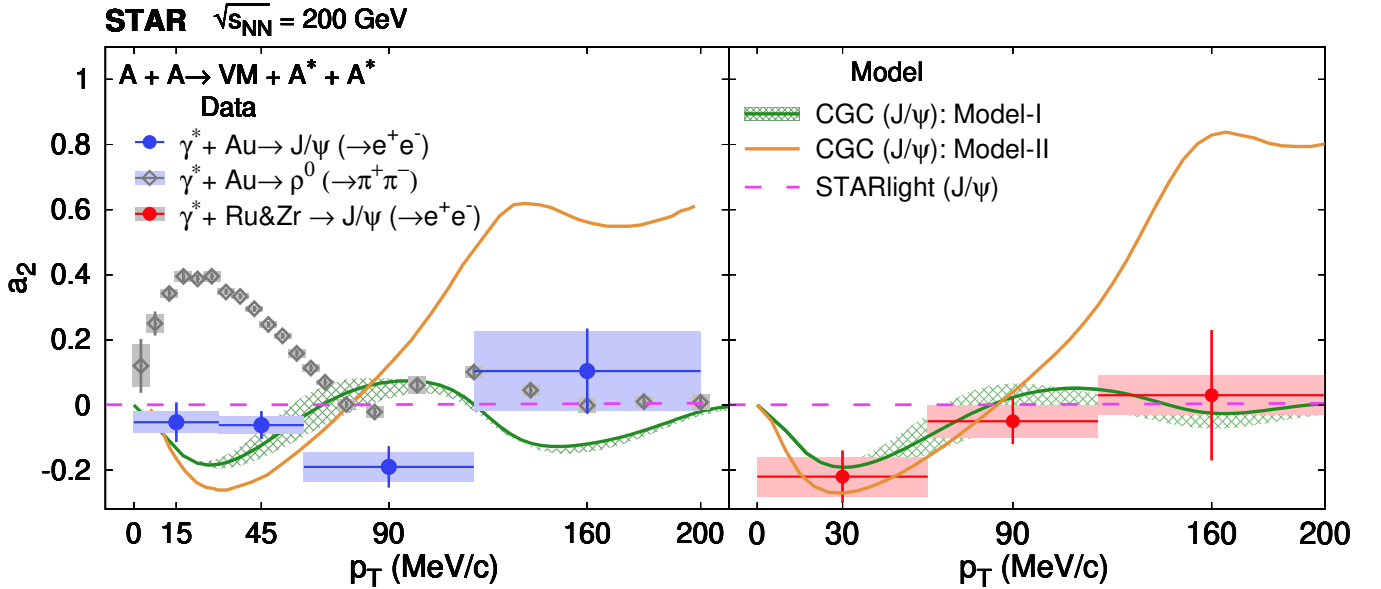 STAR √sNN = 200 GeV
A + A→ VM + A* + A*
Data
γ* + Au→ J/ψ (→e+e-)
γ* + Au→ ρ0 (→π+π−)
γ* + Ru&Zr → J/ψ (→e+e-)
Model
CGC (J/ψ): Model-I
CGC (J/ψ): Model-II
STARlight (J/ψ)
a2
1
0.8
0.6
0.4
0.2
0
-0.2
0 15 45 90 160 200
0 30 90 160 200
pT (MeV/c)
pT (MeV/c)